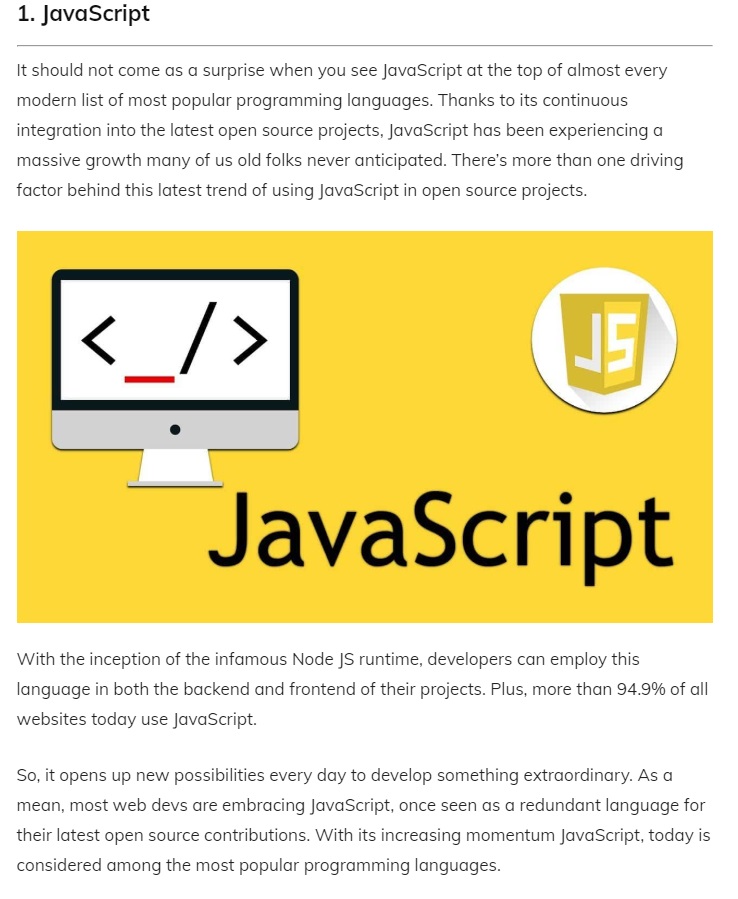 1. JavaScript
It should not come as a surprise when you see JavaScript at the top of almost every
modern list of most popular programming languages. Thanks to its continuous
integration into the latest open source projects, JavaScript has been experiencing a
massive growth many of us old folks never anticipated. There’s more than one driving
factor behind this latest trend of using JavaScript in open source projects.
<_/>
JS
JavaScript
With the inception of the infamous Node JS runtime, developers can employ this
language in both the backend and frontend of their projects. Plus, more than 94.9% of all
websites today use JavaScript.
So, it opens up new possibilities every day to develop something extraordinary. As a
mean, most web devs are embracing JavaScript, once seen as a redundant language for
their latest open source contributions. With its increasing momentum JavaScript, today is
considered among the most popular programming languages.